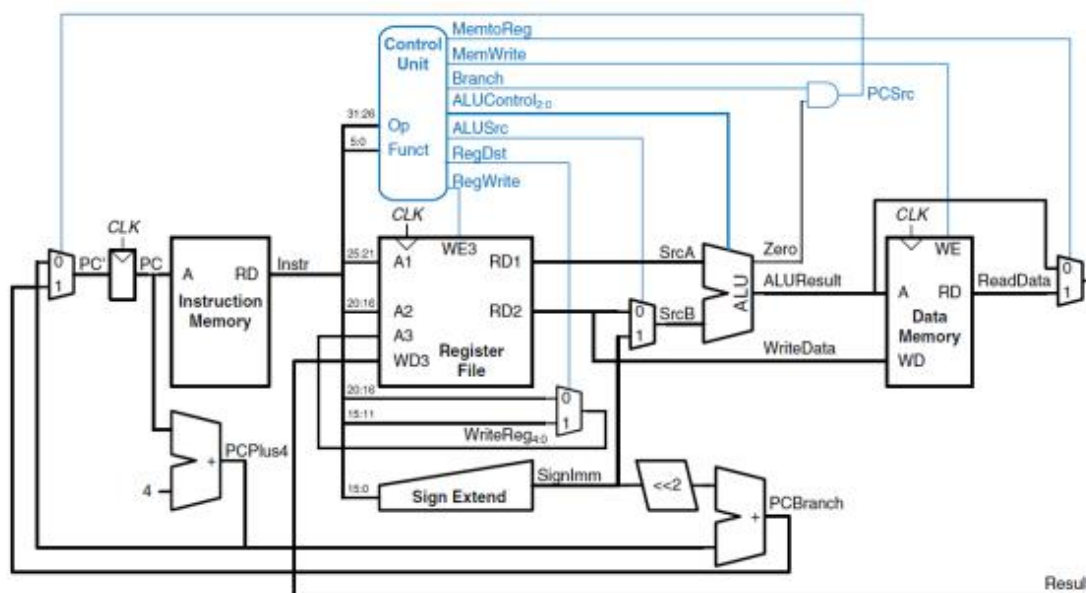 MemtoReg
Control Unit
MemWrite
Branch
ALUControl2:0
PCSrc
31:26
Op
ALUSrc
5:0
Funct
RegDst
RegWrite
CLK
CLK
CLK
0
1
PC'
PC
A RD
Instruction Memory
Instr
25:21
A1
WE3
RD1
SrcA
Zero
WE
0
1
20:16
A2
RD2
0
1
SrcB
ALU
ALUResult
A RD
ReadData
Data Memory
A3
WD3
Register File
WriteData
WD
20:16
0
15:11
1
WriteReg4:0
PCPlus4
+
4
SignImm
15:0
Sign Extend
<<2
+
PCBranch
Resul